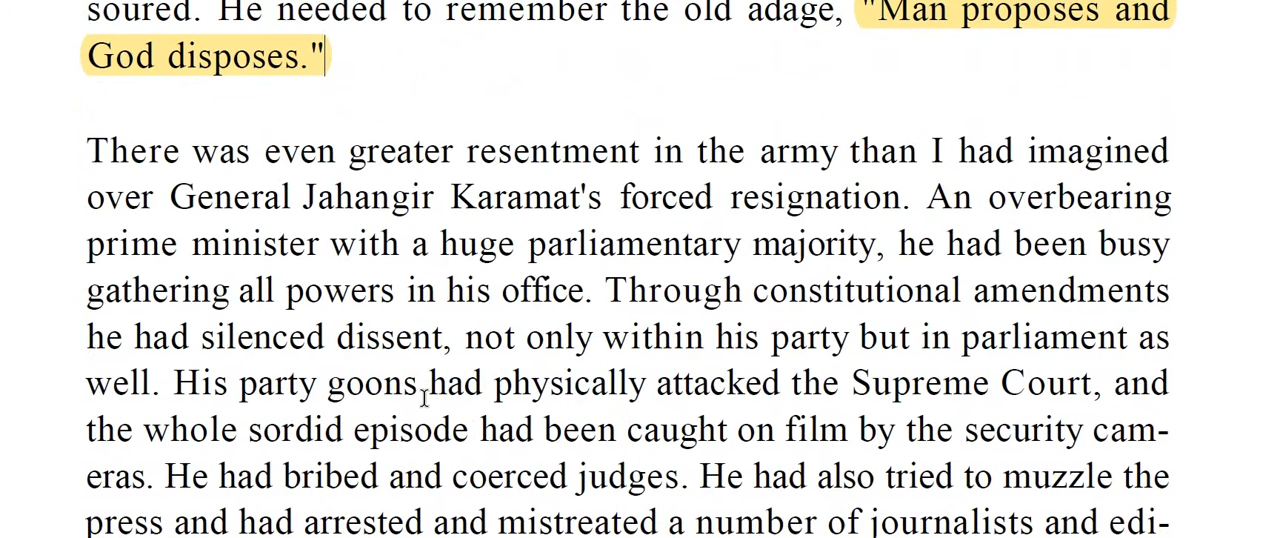 soured. He needed to remember the old adage, "Man proposes and
God disposes."
There was even greater resentment in the army than I had imagined
over General Jahangir Karamat's forced resignation. An overbearing
prime minister with a huge parliamentary majority, he had been busy
gathering all powers in his office. Through constitutional amendments
he had silenced dissent, not only within his party but in parliament as
well. His party goons had physically attacked the Supreme Court, and
the whole sordid episode had been caught on film by the security cam-
eras. He had bribed and coerced judges. He had also tried to muzzle the
press and had arrested and mistreated a number of journalists and edi-